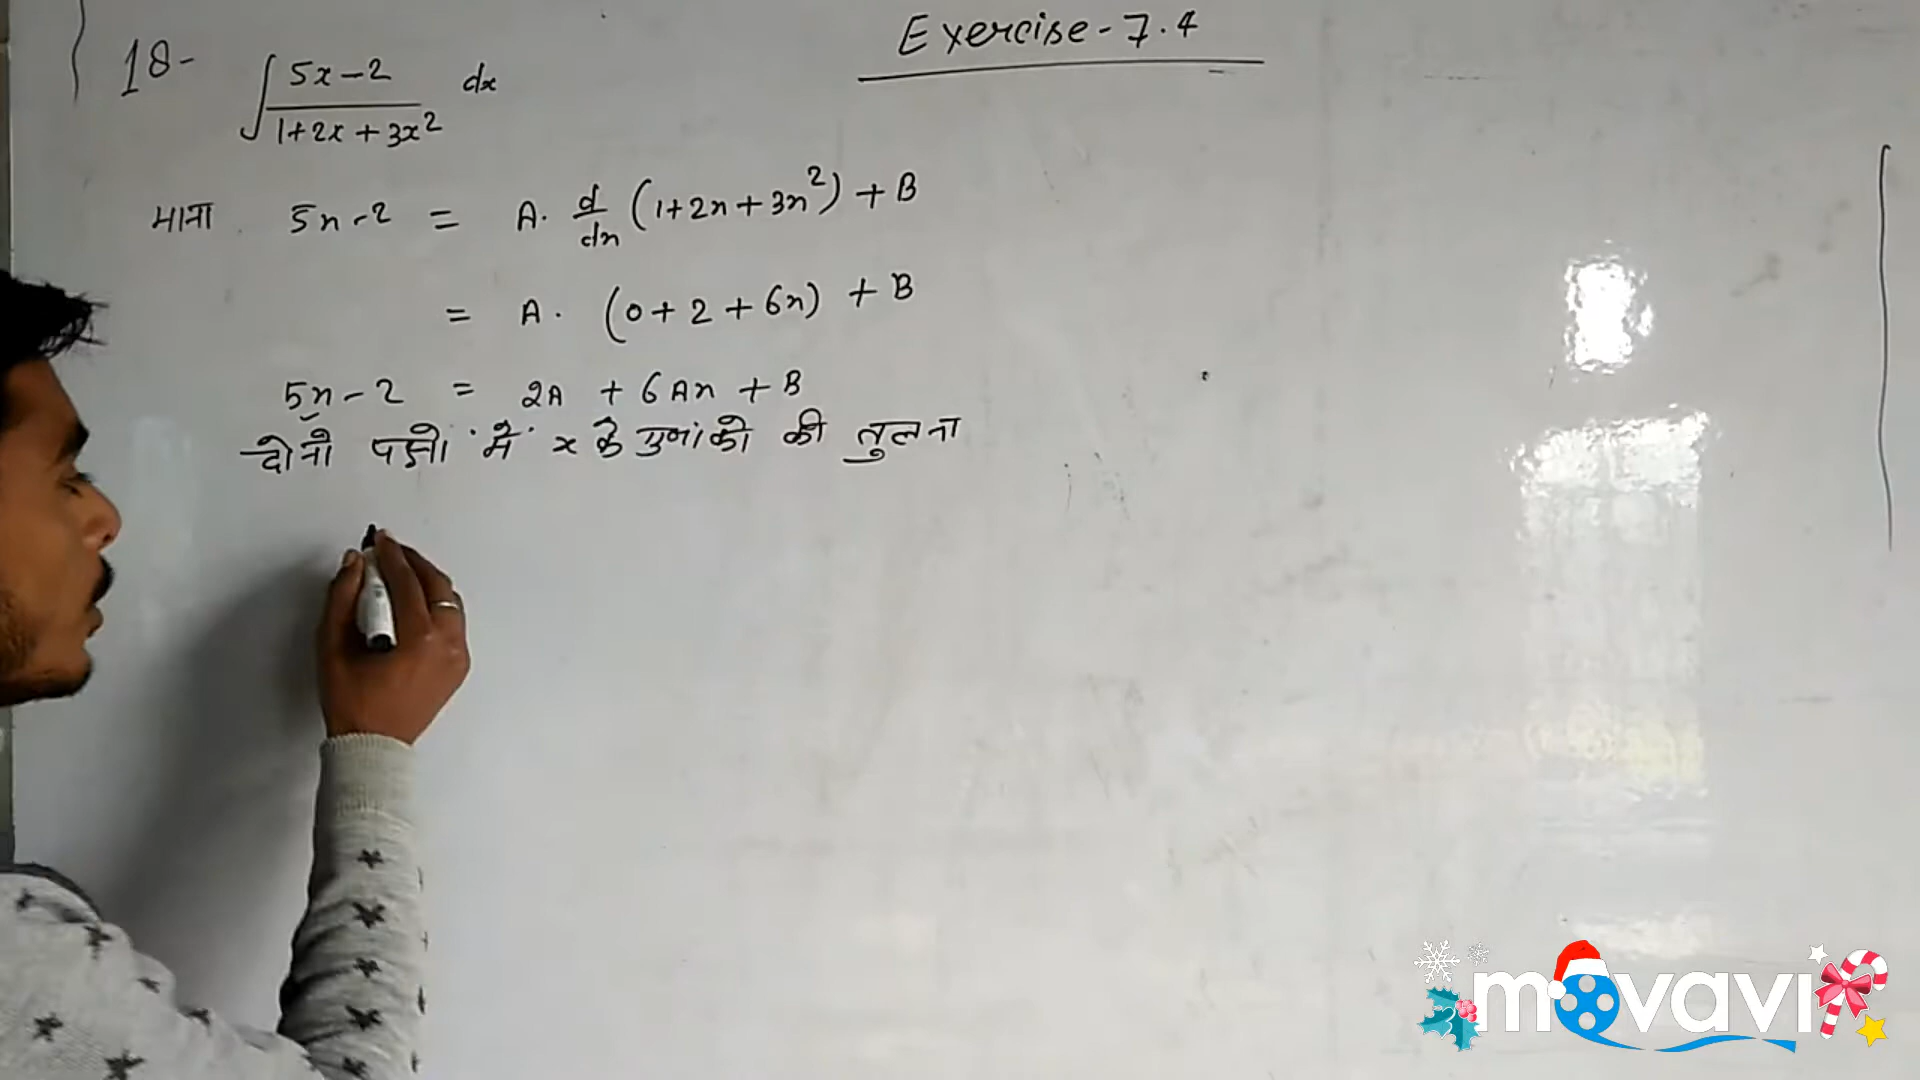 Exercise-7.4
18- ∫ (5x-2)/(1+2x+3x²) dx
माना 5x-2 = A. d/dx (1+2x+3x²) + B
= A. (0+2+6x) + B
5x-2 = 2A + 6Ax + B
दोनो पक्षो में x के गुणांको की तुलना
movavi